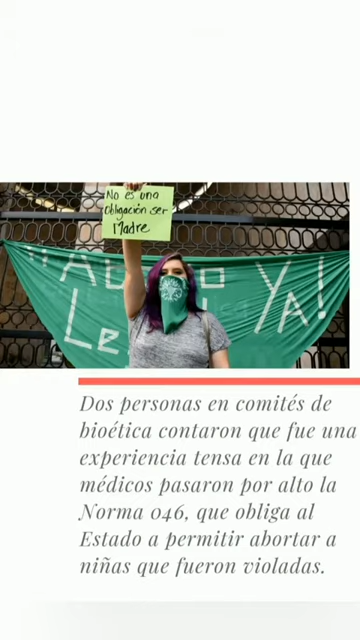 No es una
obligación ser
Madre
Ya!
Dos personas en comités de
bioética contaron que fue una
experiencia tensa en la que
médicos pasaron por alto la
Norma 046, que obliga al
Estado a permitir abortar a
niñas que fueron violadas.